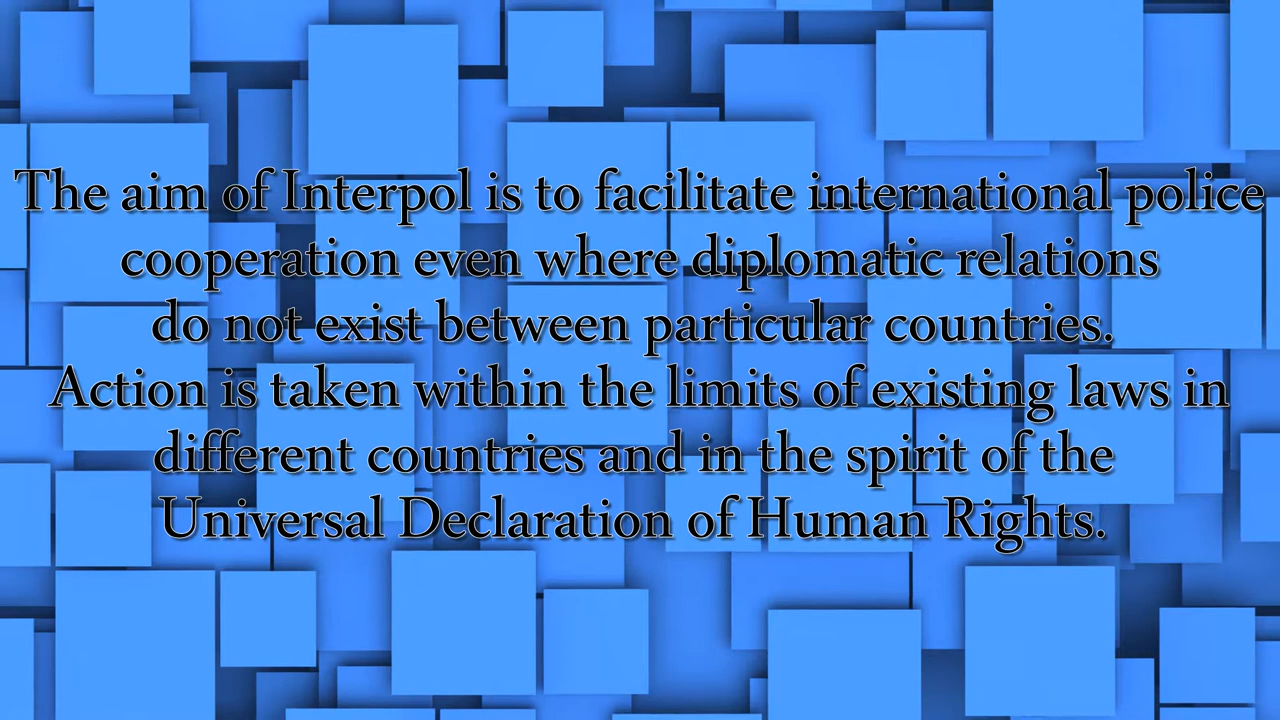 The aim of Interpol is to facilitate international police
cooperation even where diplomatic relations
do not exist between particular countries.
Action is taken within the limits of existing laws in
different countries and in the spirit of the
Universal Declaration of Human Rights.